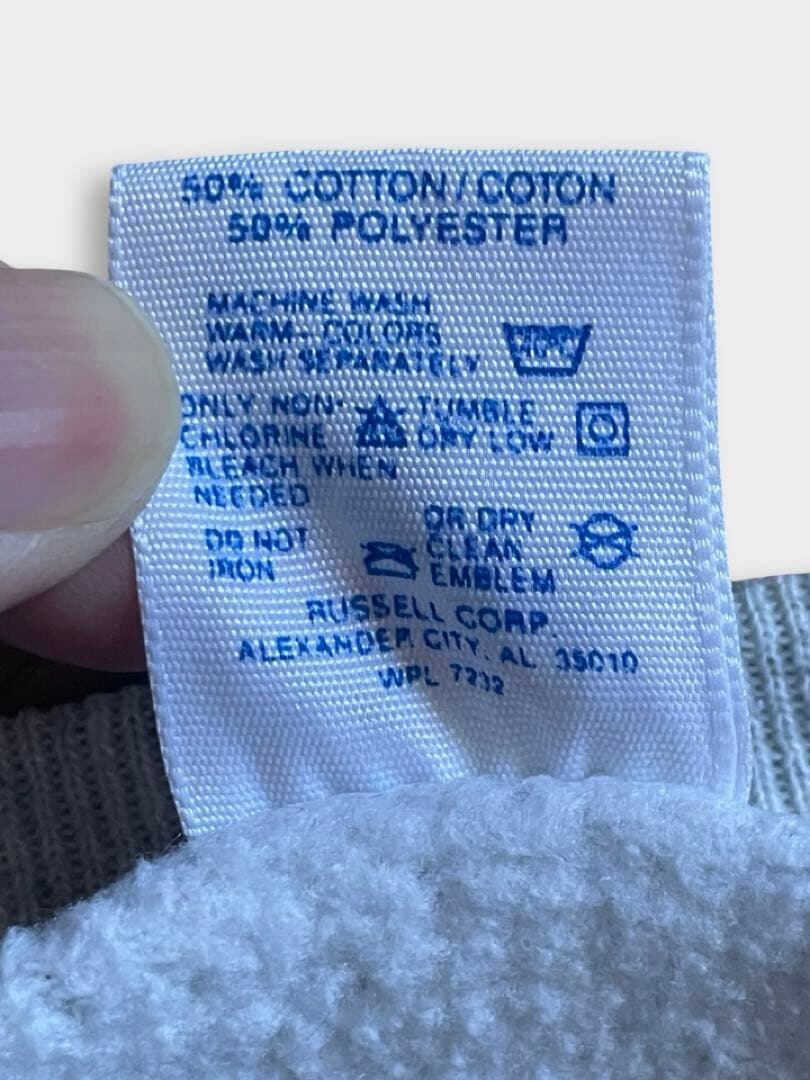 50% COTTON/COTON
50% POLYESTER
MACHINE WASH
WARM-COLORS
WASH SEPARATELY
40°C
ONLY NON-
CHLORINE
BLEACH WHEN
NEEDED
TUMBLE
DRY LOW
DO NOT
IRON
OR DRY
CLEAN
EMBLEM
RUSSELL CORP.
ALEXANDER CITY, AL 35010
WPL